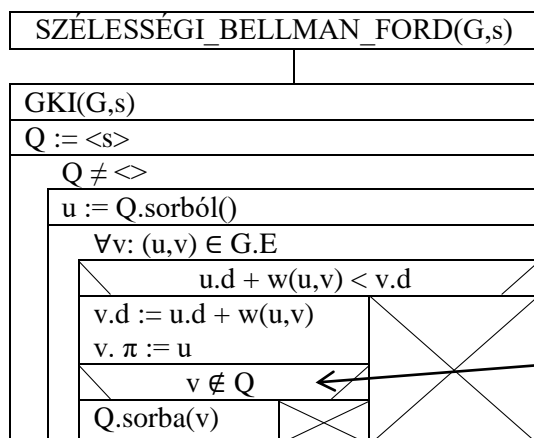 SZÉLESSÉGI_BELLMAN_FORD(G,s)
GKI(G,s)
Q := <s>
Q ≠ <>
u := Q.sorból()
∀v: (u,v) ∈ G.E
u.d + w(u,v) < v.d
v.d := u.d + w(u,v)
v. π := u
v ∉ Q
Q.sorba(v)